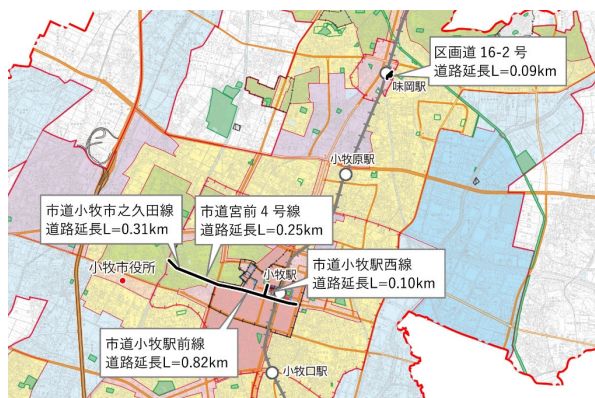 区画道16-2号
道路延長L=0.09km
味岡駅
小牧原駅
市道小牧市之久田線
道路延長L=0.31km
市道宮前4号線
道路延長L=0.25km
小牧市役所
小牧駅
市道小牧駅西線
道路延長L=0.10km
市道小牧駅前線
道路延長L=0.82km
小牧口駅